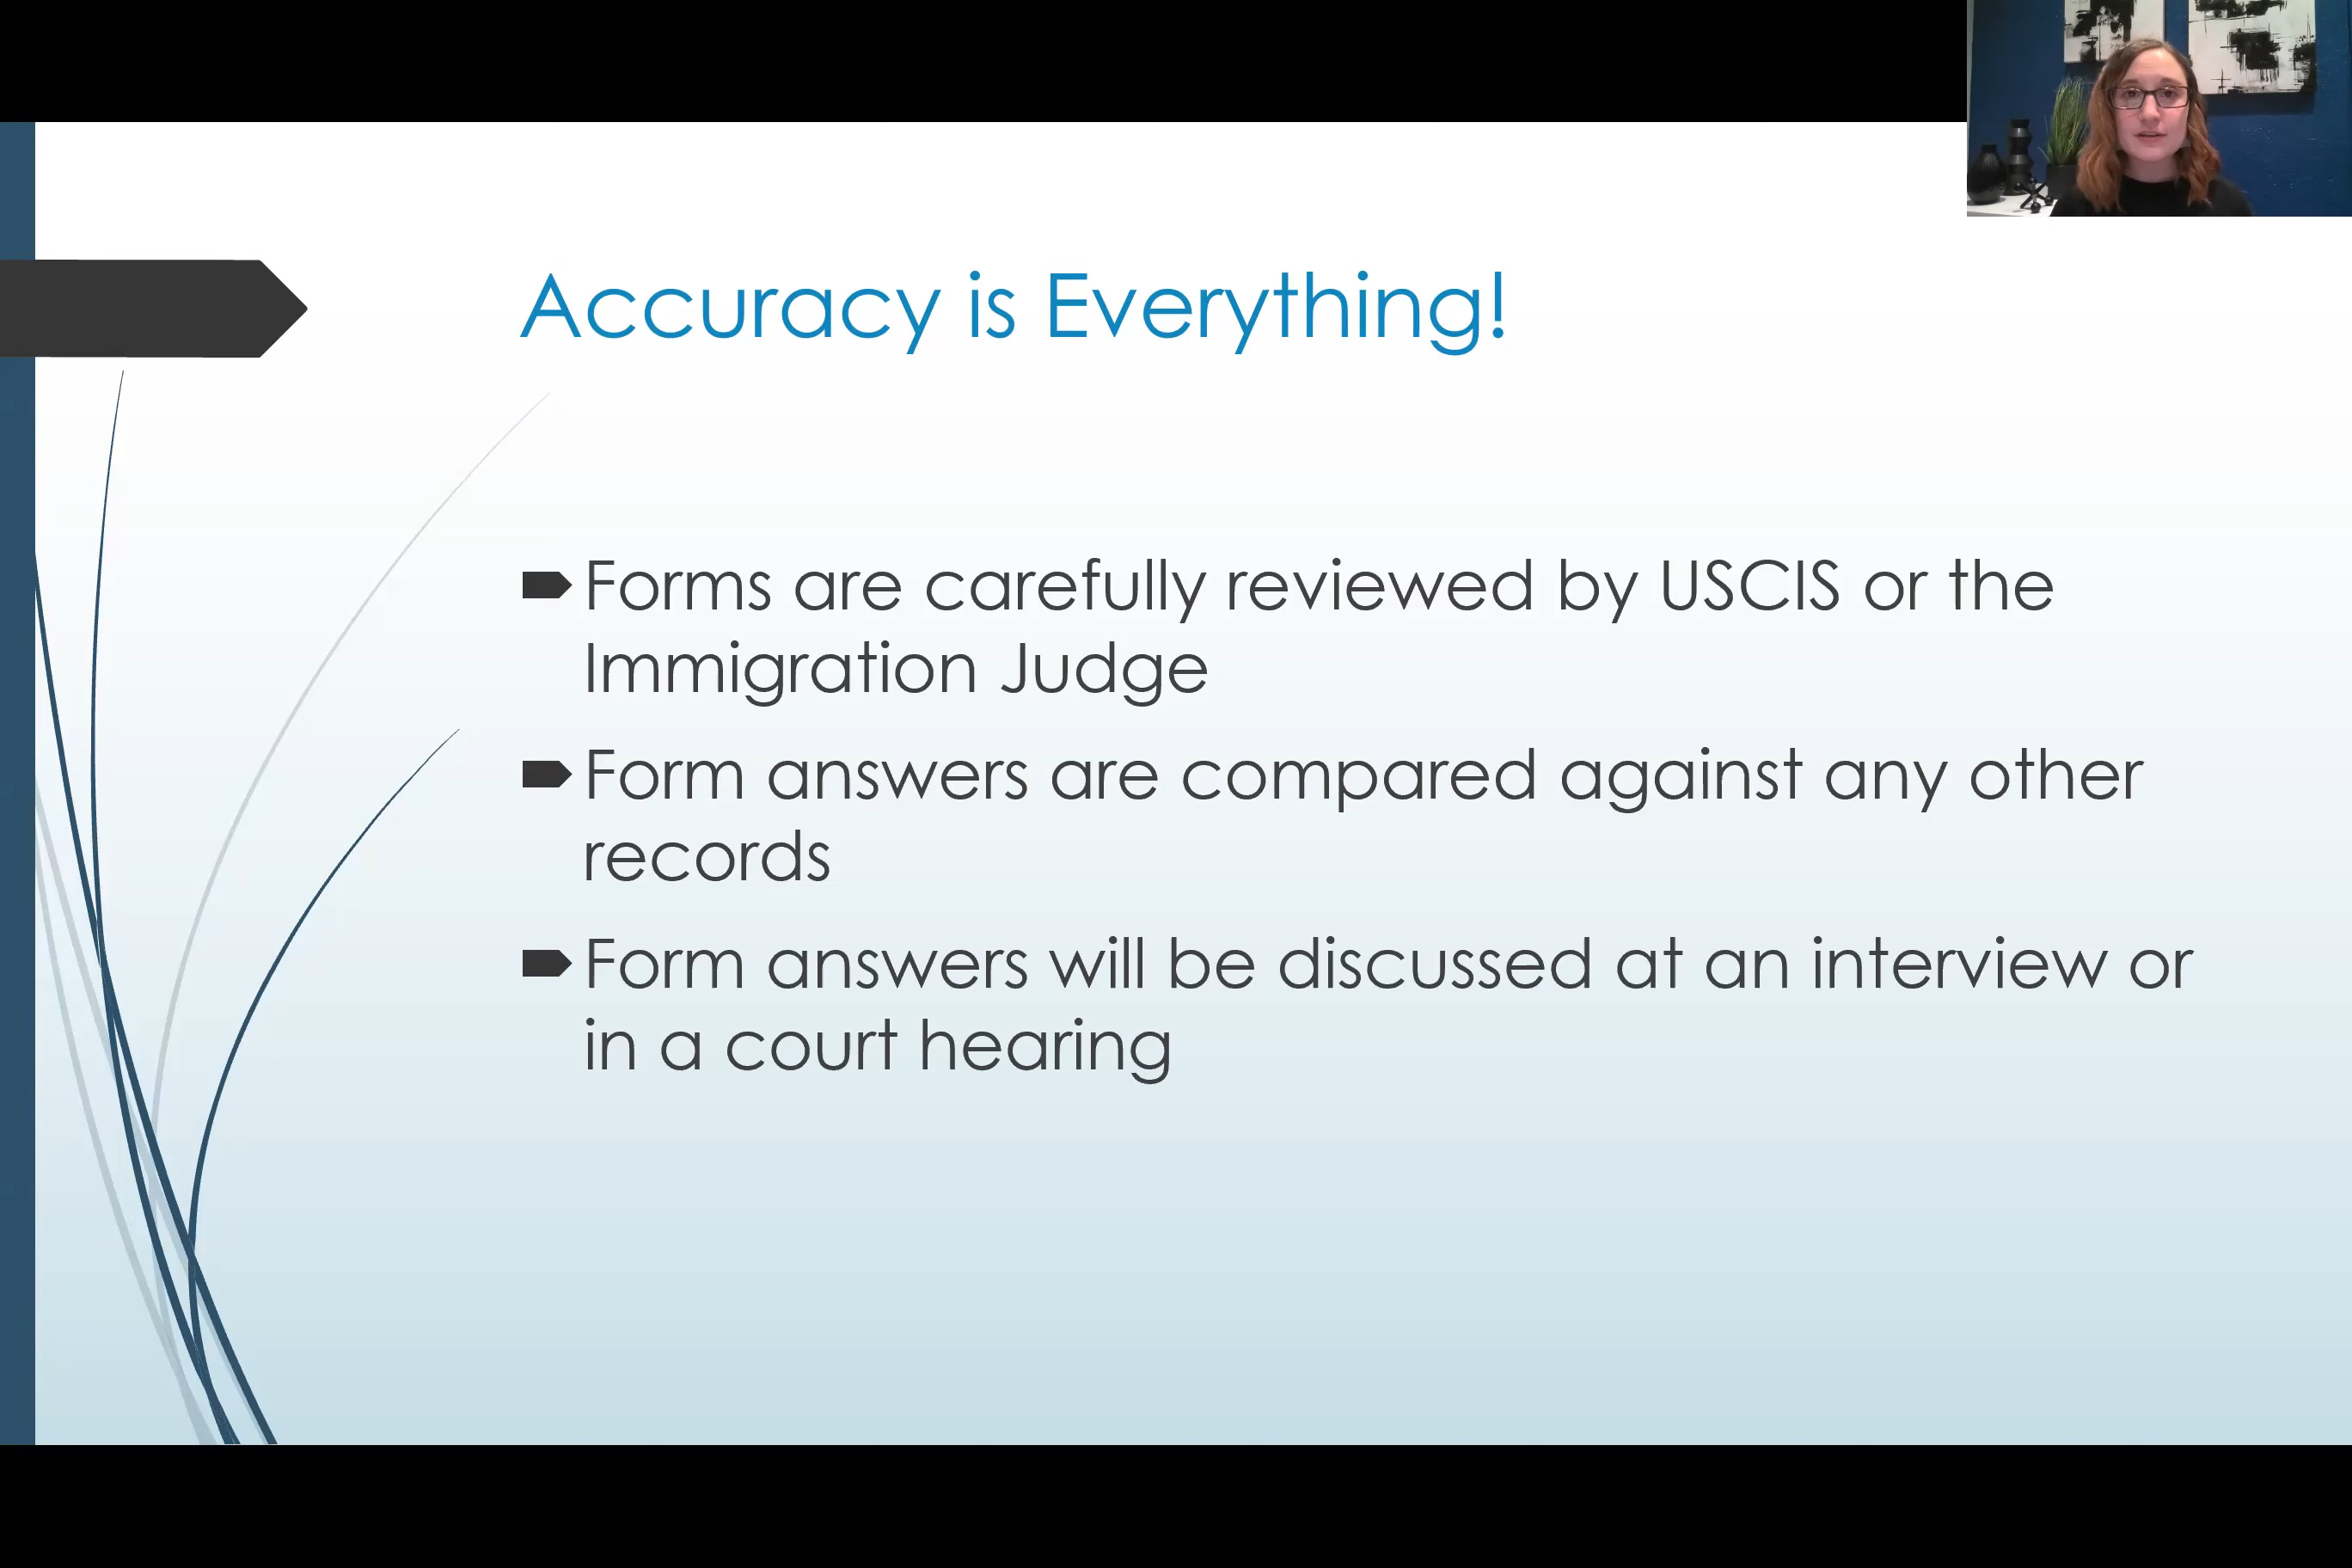 Accuracy is Everything!
Forms are carefully reviewed by USCIS or the
Immigration Judge
Form answers are compared against any other
records
Form answers will be discussed at an interview or
in a court hearing